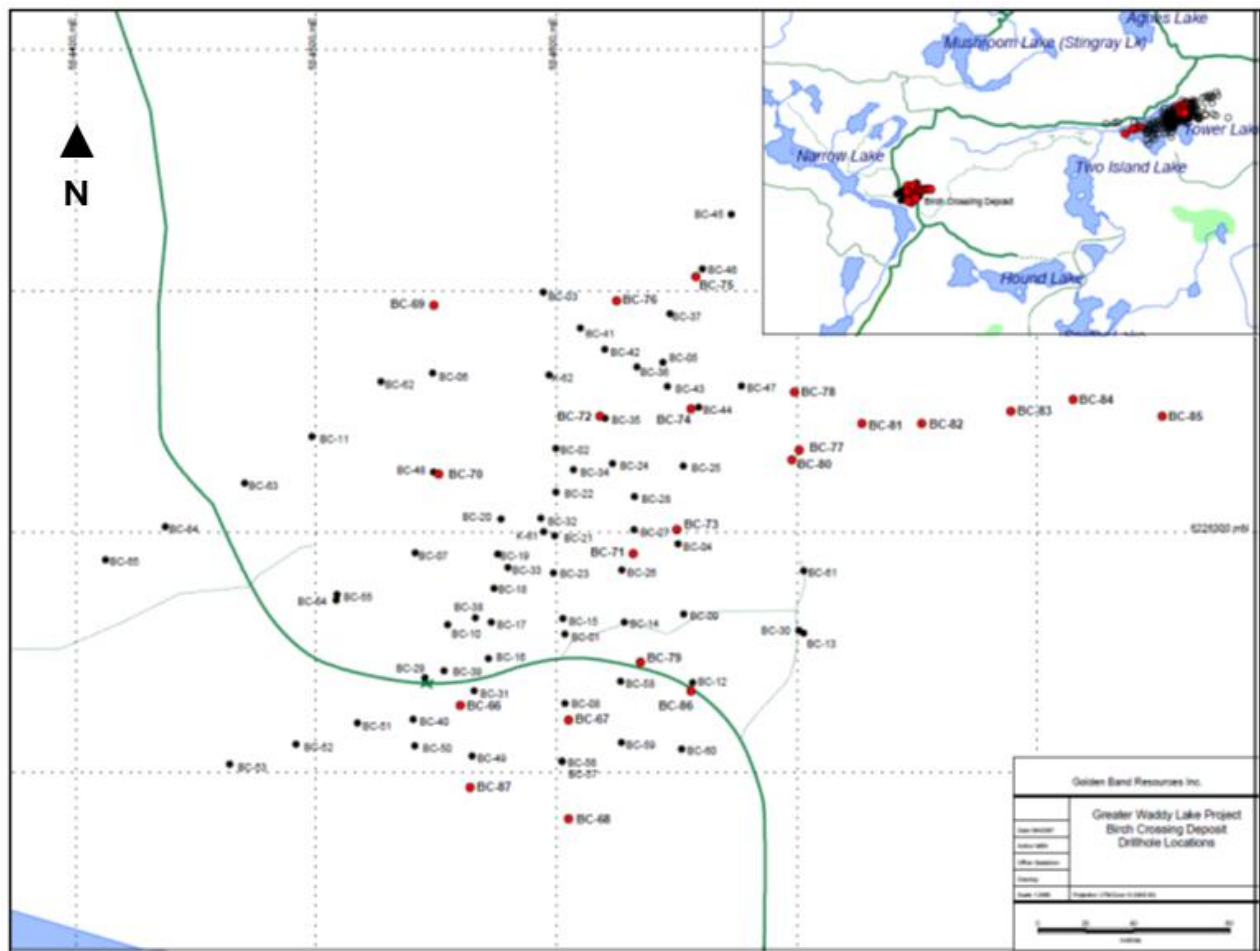 Agnes Lake
Mushroom Lake (Stingray Lk)
Tower Lake
Narrow Lake
Two Island Lake
Birch Crossing Deposit
Hound Lake
N
BC-45
BC-46
BC-75
BC-69
BC-03
BC-76
BC-37
BC-41
BC-42
BC-05
BC-36
BC-62
BC-06
K-62
BC-43
BC-47
BC-78
BC-84
BC-83
BC-72
BC-35
BC-74
BC-44
BC-81
BC-82
BC-85
BC-11
BC-02
BC-77
BC-80
BC-48
BC-70
BC-34
BC-24
BC-25
BC-63
BC-22
BC-28
BC-20
BC-32
BC-64
K-61
BC-21
BC-07
BC-73
6228000 mN
BC-04
BC-65
BC-07
BC-19
BC-71
BC-33
BC-23
BC-26
BC-61
BC-18
BC-55
BC-54
BC-38
BC-10
BC-17
BC-15
BC-14
BC-09
BC-01
BC-30
BC-13
BC-16
BC-79
BC-29
BC-39
BC-58
BC-12
BC-31
BC-86
BC-66
BC-08
BC-67
BC-51
BC-40
BC-52
BC-50
BC-49
BC-59
BC-60
BC-53
BC-56
BC-57
BC-87
BC-68
Golden Band Resources Inc.
Greater Waddy Lake Project
Birch Crossing Deposit
Drillhole Locations
metres